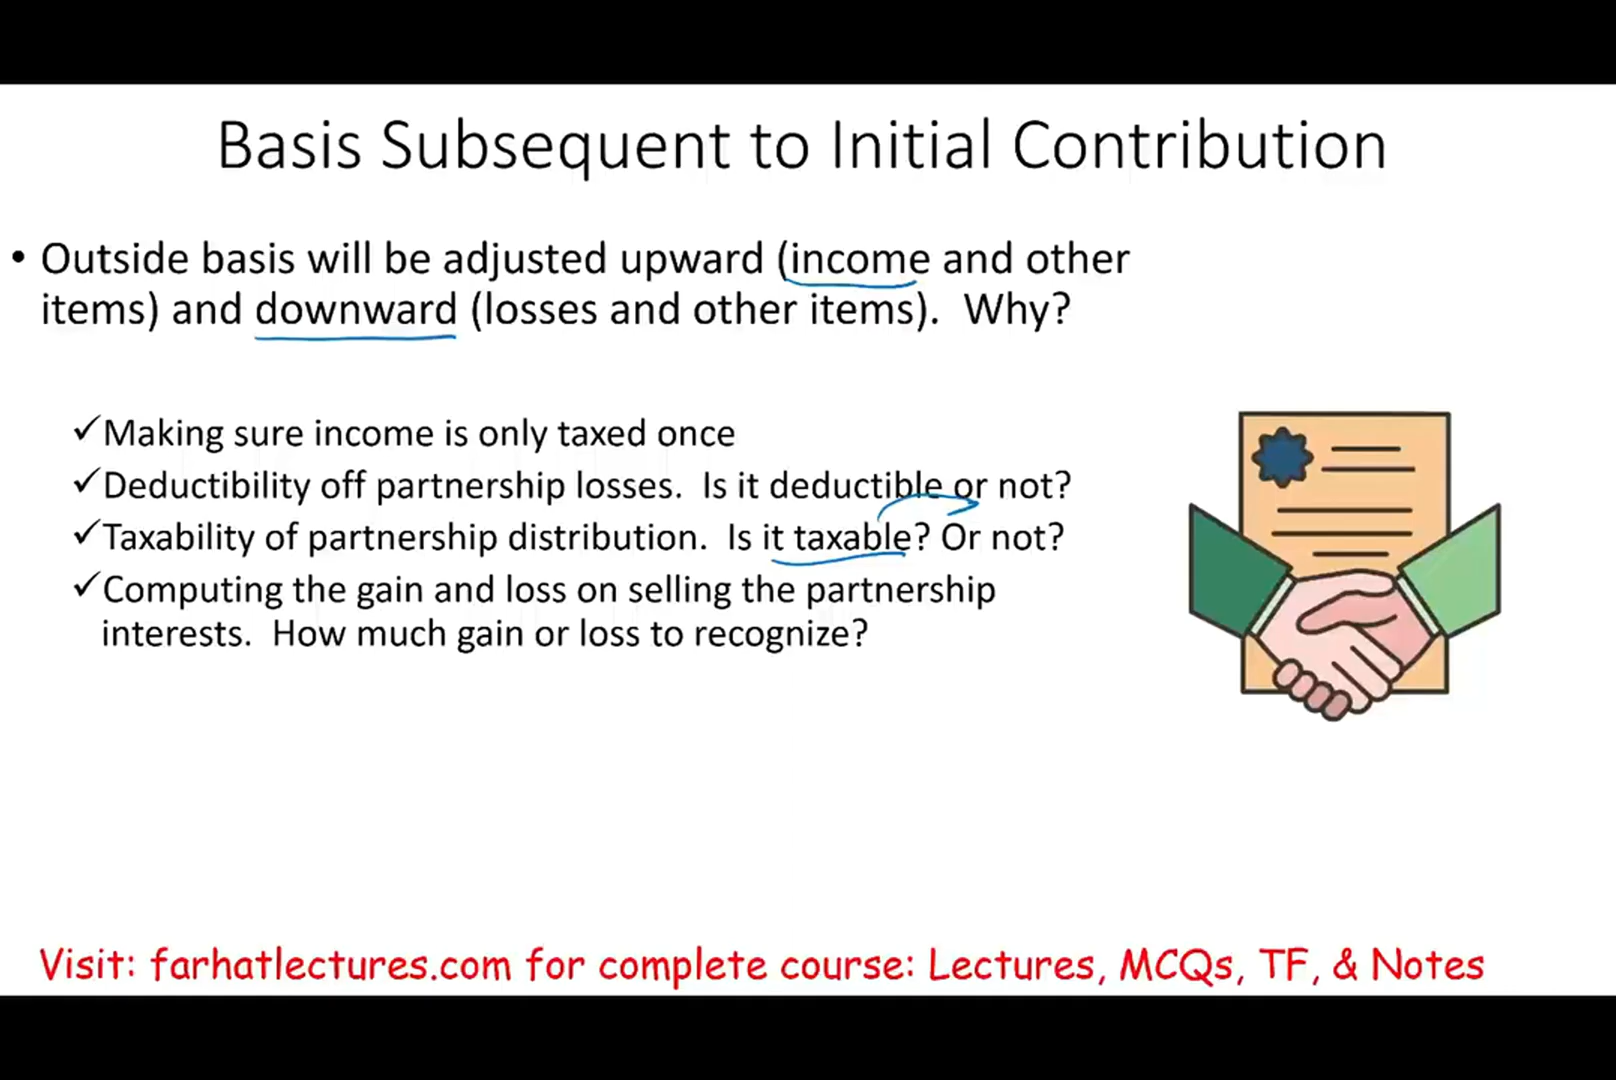 Basis Subsequent to Initial Contribution
• Outside basis will be adjusted upward (income and other
items) and downward (losses and other items).  Why?
✓Making sure income is only taxed once
✓Deductibility off partnership losses.  Is it deductible or not?
✓Taxability of partnership distribution.  Is it taxable? Or not?
✓Computing the gain and loss on selling the partnership
interests.  How much gain or loss to recognize?
Visit: farhatlectures.com for complete course: Lectures, MCQs, TF, & Notes